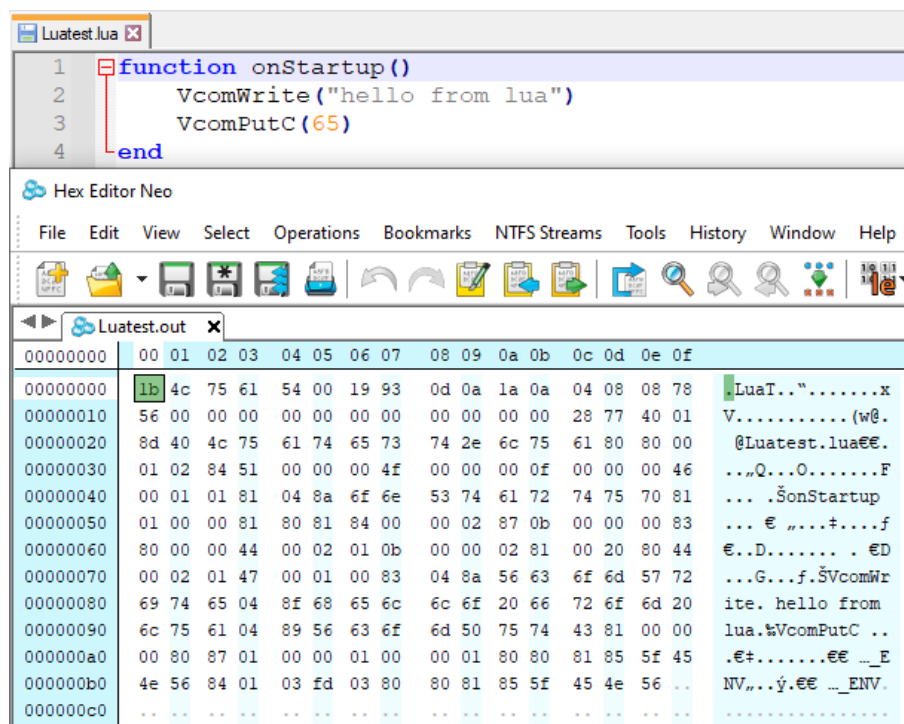 Luatest.lua
1 function onStartup()
2 VcomWrite("hello from lua")
3 VcomPutC(65)
4 end
Hex Editor Neo
File Edit View Select Operations Bookmarks NTFS Streams Tools History Window Help
Luatest.out
00000000 00 01 02 03 04 05 06 07 08 09 0a 0b 0c 0d 0e 0f
00000000 1b 4c 75 61 54 00 19 93 0d 0a 1a 0a 04 08 08 78 .LuaT..“.......x
00000010 56 00 00 00 00 00 00 00 00 00 00 00 28 77 40 01 V...........(w@.
00000020 8d 40 4c 75 61 74 65 73 74 2e 6c 75 61 80 80 00 @Luatest.lua€€.
00000030 01 02 84 51 00 00 00 4f 00 00 00 0f 00 00 00 46 ..„Q...O.......F
00000040 00 01 01 81 04 8a 6f 6e 53 74 61 72 74 75 70 81 ... .ŠonStartup
00000050 01 00 00 81 80 81 84 00 00 02 87 0b 00 00 00 83 ... € „...‡....ƒ
00000060 80 00 00 44 00 02 01 0b 00 00 02 81 00 20 80 44 €..D....... . €D
00000070 00 02 01 47 00 01 00 83 04 8a 56 63 6f 6d 57 72 ...G...ƒ.ŠVcomWr
00000080 69 74 65 04 8f 68 65 6c 6c 6f 20 66 72 6f 6d 20 ite. hello from
00000090 6c 75 61 04 89 56 63 6f 6d 50 75 74 43 81 00 00 lua.‰VcomPutC ..
000000a0 00 80 87 01 00 00 01 00 00 01 80 80 81 85 5f 45 .€‡.......€€ …_E
000000b0 4e 56 84 01 03 fd 03 80 80 81 85 5f 45 4e 56 .. NV„..ý.€€ …_ENV.
000000c0 .. .. .. .. .. .. .. .. .. .. .. .. .. .. .. .. ................